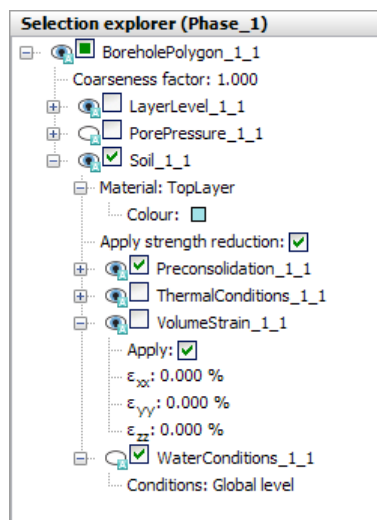 Selection explorer (Phase_1)
BoreholePolygon_1_1
Coarseness factor: 1.000
LayerLevel_1_1
PorePressure_1_1
Soil_1_1
Material: TopLayer
Colour:
Apply strength reduction:
Preconsolidation_1_1
ThermalConditions_1_1
VolumeStrain_1_1
Apply:
εxx: 0.000 %
εyy: 0.000 %
εzz: 0.000 %
WaterConditions_1_1
Conditions: Global level